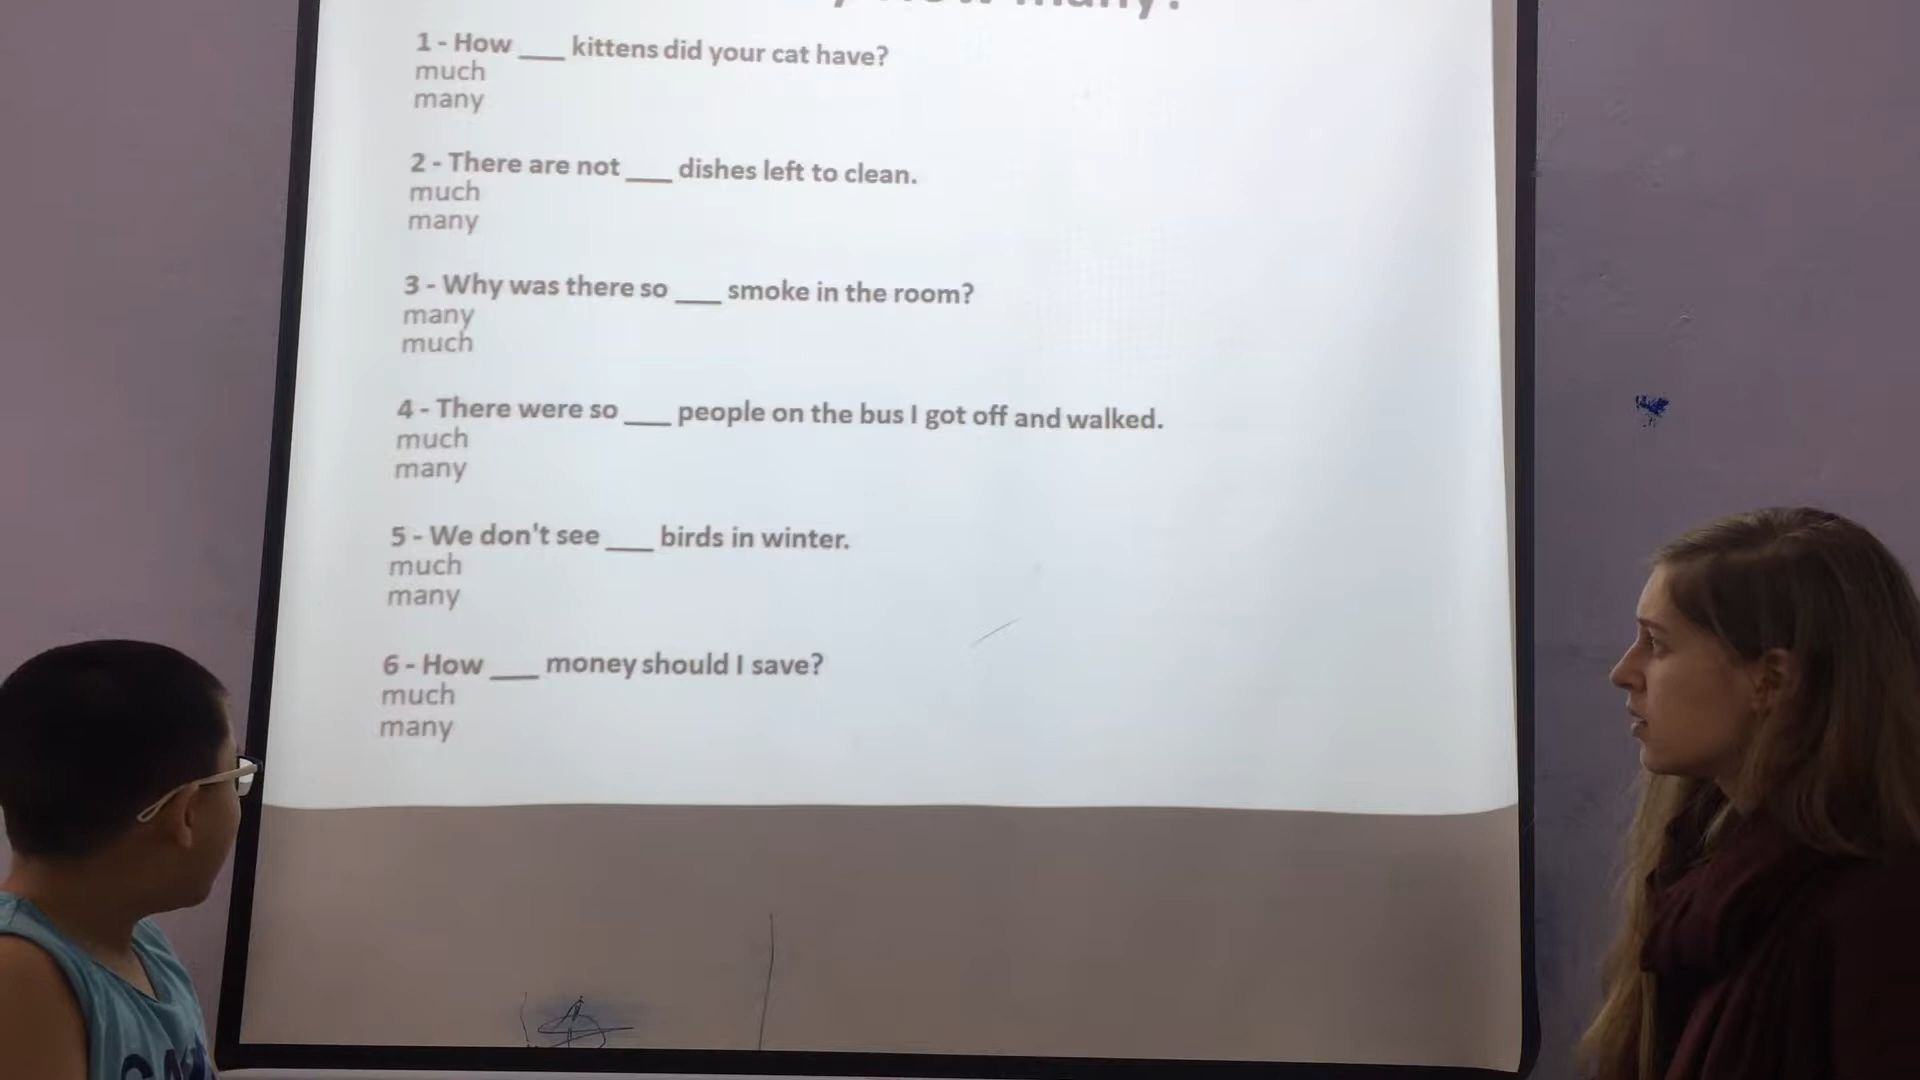 How many?
1 - How ___ kittens did your cat have?
much
many
2 - There are not ___ dishes left to clean.
much
many
3 - Why was there so ___ smoke in the room?
many
much
4 - There were so ___ people on the bus I got off and walked.
much
many
5 - We don't see ___ birds in winter.
much
many
6 - How ___ money should I save?
much
many